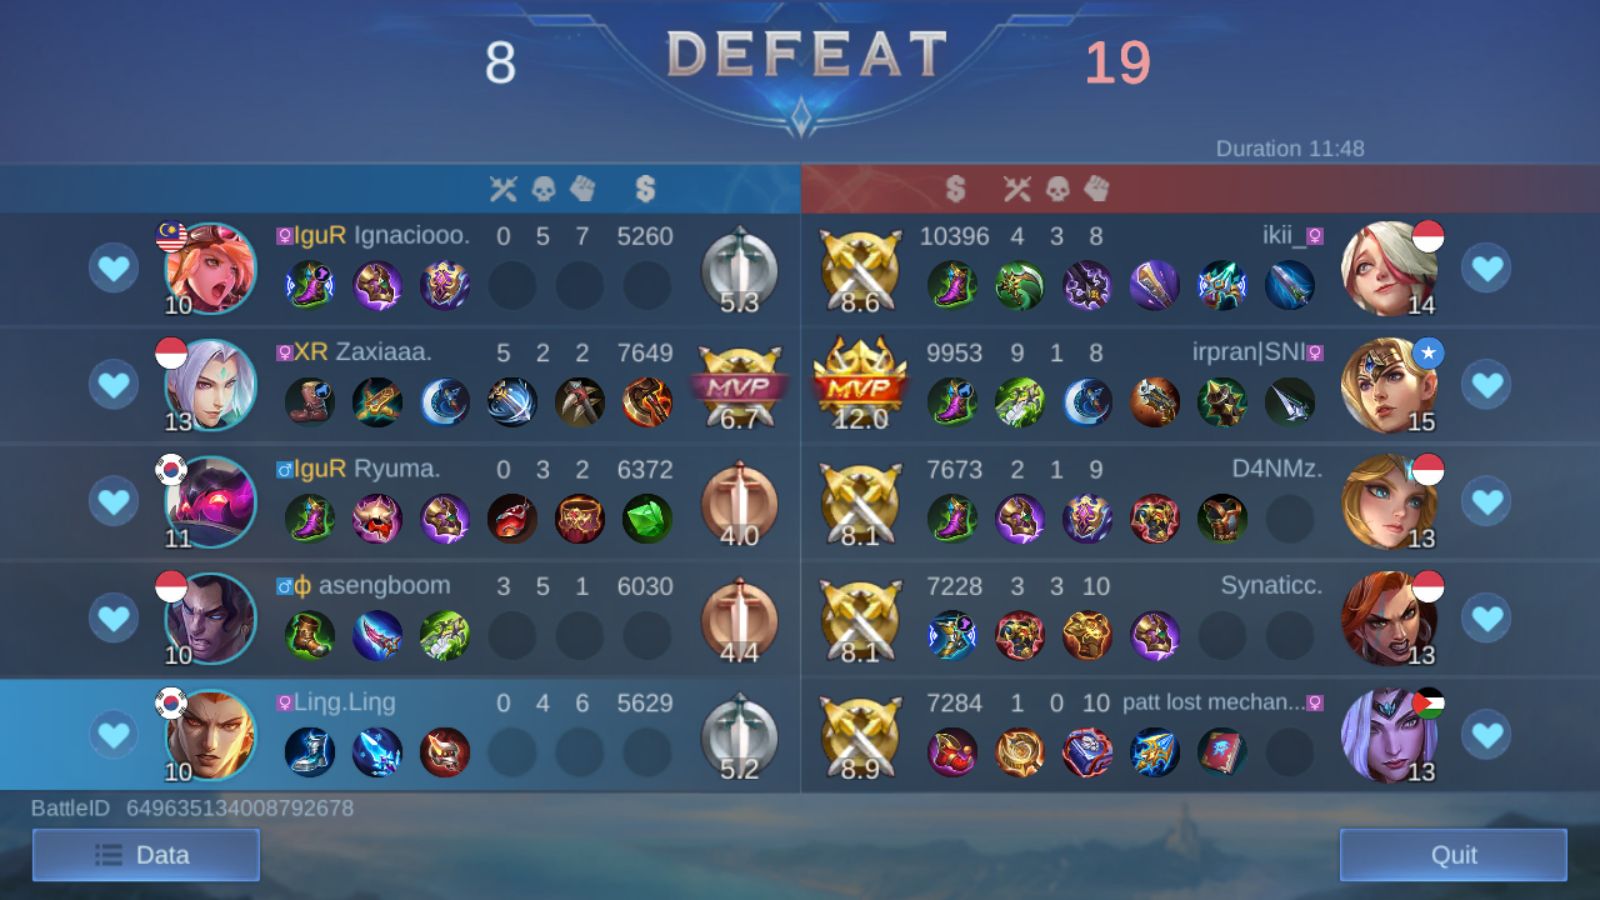 8 DEFEAT 19
Duration 11:48
IguR Ignaciooo. 0 5 7 5260
10 5.3
10396 4 3 8 ikii_
8.6 14
XR Zaxiaaa. 5 2 2 7649
13 MVP 6.7
9953 9 1 8 irpran|SNI
MVP 12.0 15
IguR Ryuma. 0 3 2 6372
11 4.0
7673 2 1 9 D4NMz.
8.1 13
ф asengboom 3 5 1 6030
10 4.4
7228 3 3 10 Synaticc.
8.1 13
Liηg.Liηg 0 4 6 5629
10 5.2
7284 1 0 10 patt lost mechan...
8.9 13
BattleID 649635134008792678
Data
Quit